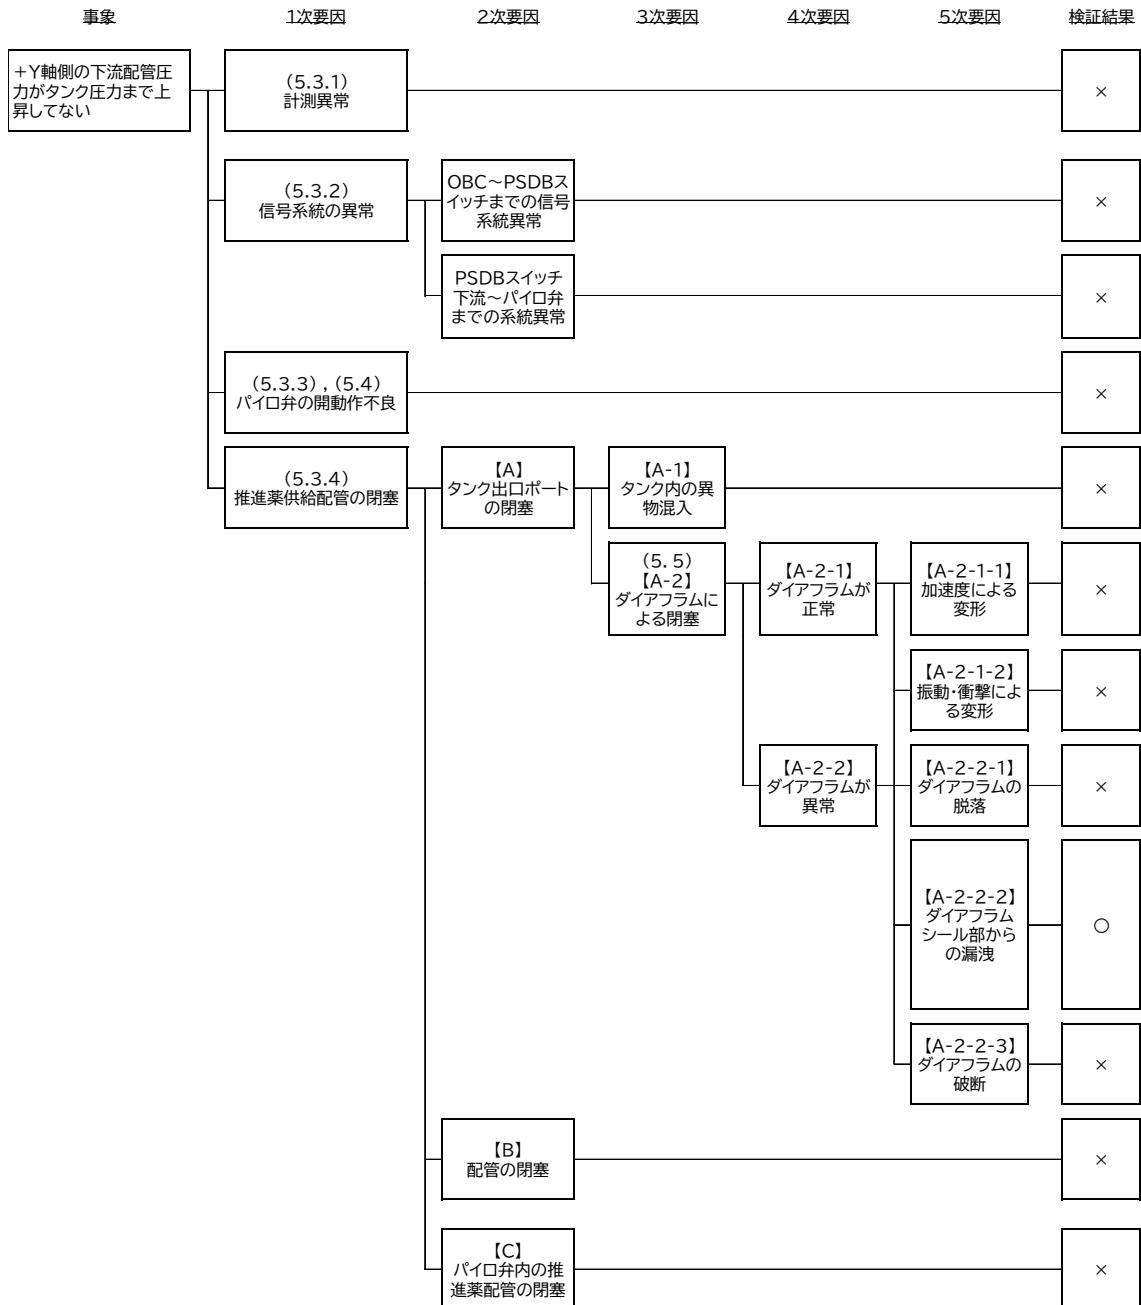 事象
1次要因
2次要因
3次要因
4次要因
5次要因
検証結果
+Y軸側の下流配管圧
力がタンク圧力まで上
昇してない
(5.3.1)
計測異常
×
(5.3.2)
信号系統の異常
OBC~PSDBス
イッチまでの信号
系統異常
×
PSDBスイッチ
下流~パイロ弁
までの系統異常
×
(5.3.3) , (5.4)
パイロ弁の開動作不良
×
(5.3.4)
推進薬供給配管の閉塞
【A】
タンク出口ポート
の閉塞
【A-1】
タンク内の異
物混入
×
(5. 5)
【A-2】
ダイアフラムに
よる閉塞
【A-2-1】
ダイアフラムが
正常
【A-2-1-1】
加速度による
変形
×
【A-2-1-2】
振動・衝撃によ
る変形
×
【A-2-2】
ダイアフラムが
異常
【A-2-2-1】
ダイアフラムの
脱落
×
【A-2-2-2】
ダイアフラム
シール部から
の漏洩
○
【A-2-2-3】
ダイアフラムの
破断
×
【B】
配管の閉塞
×
【C】
パイロ弁内の推
進薬配管の閉塞
×